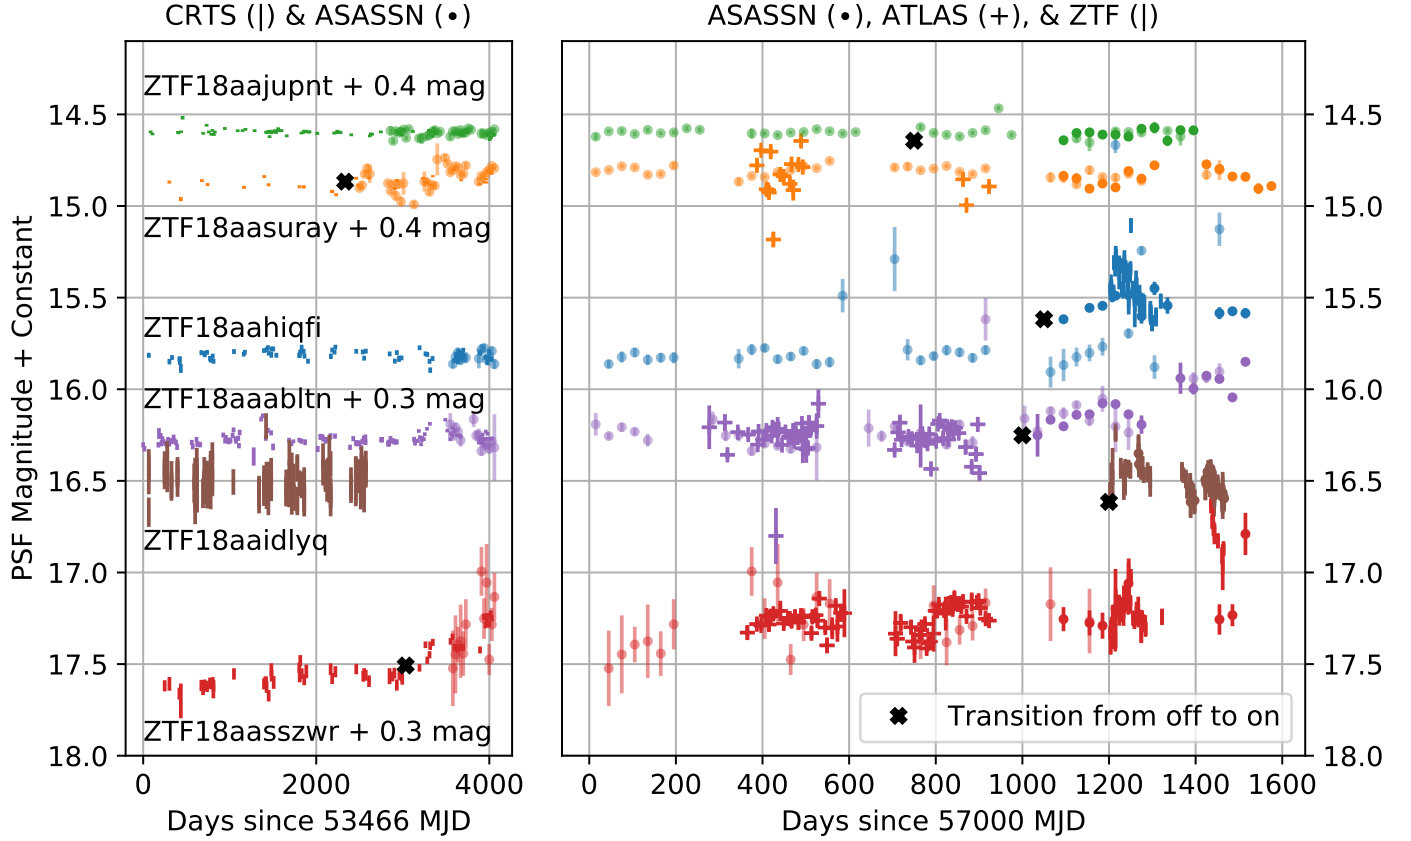 CRTS (|) & ASASSN (•)
ASASSN (•), ATLAS (+), & ZTF (|)
PSF Magnitude + Constant
14.5
15.0
15.5
16.0
16.5
17.0
17.5
18.0
ZTF18aajupnt + 0.4 mag
ZTF18aasuray + 0.4 mag
ZTF18aahiqfi
ZTF18aaabltn + 0.3 mag
ZTF18aaidlyq
ZTF18aasszwr + 0.3 mag
0 2000 4000
Days since 53466 MJD
Transition from off to on
14.5
15.0
15.5
16.0
16.5
17.0
17.5
18.0
0 200 400 600 800 1000 1200 1400 1600
Days since 57000 MJD